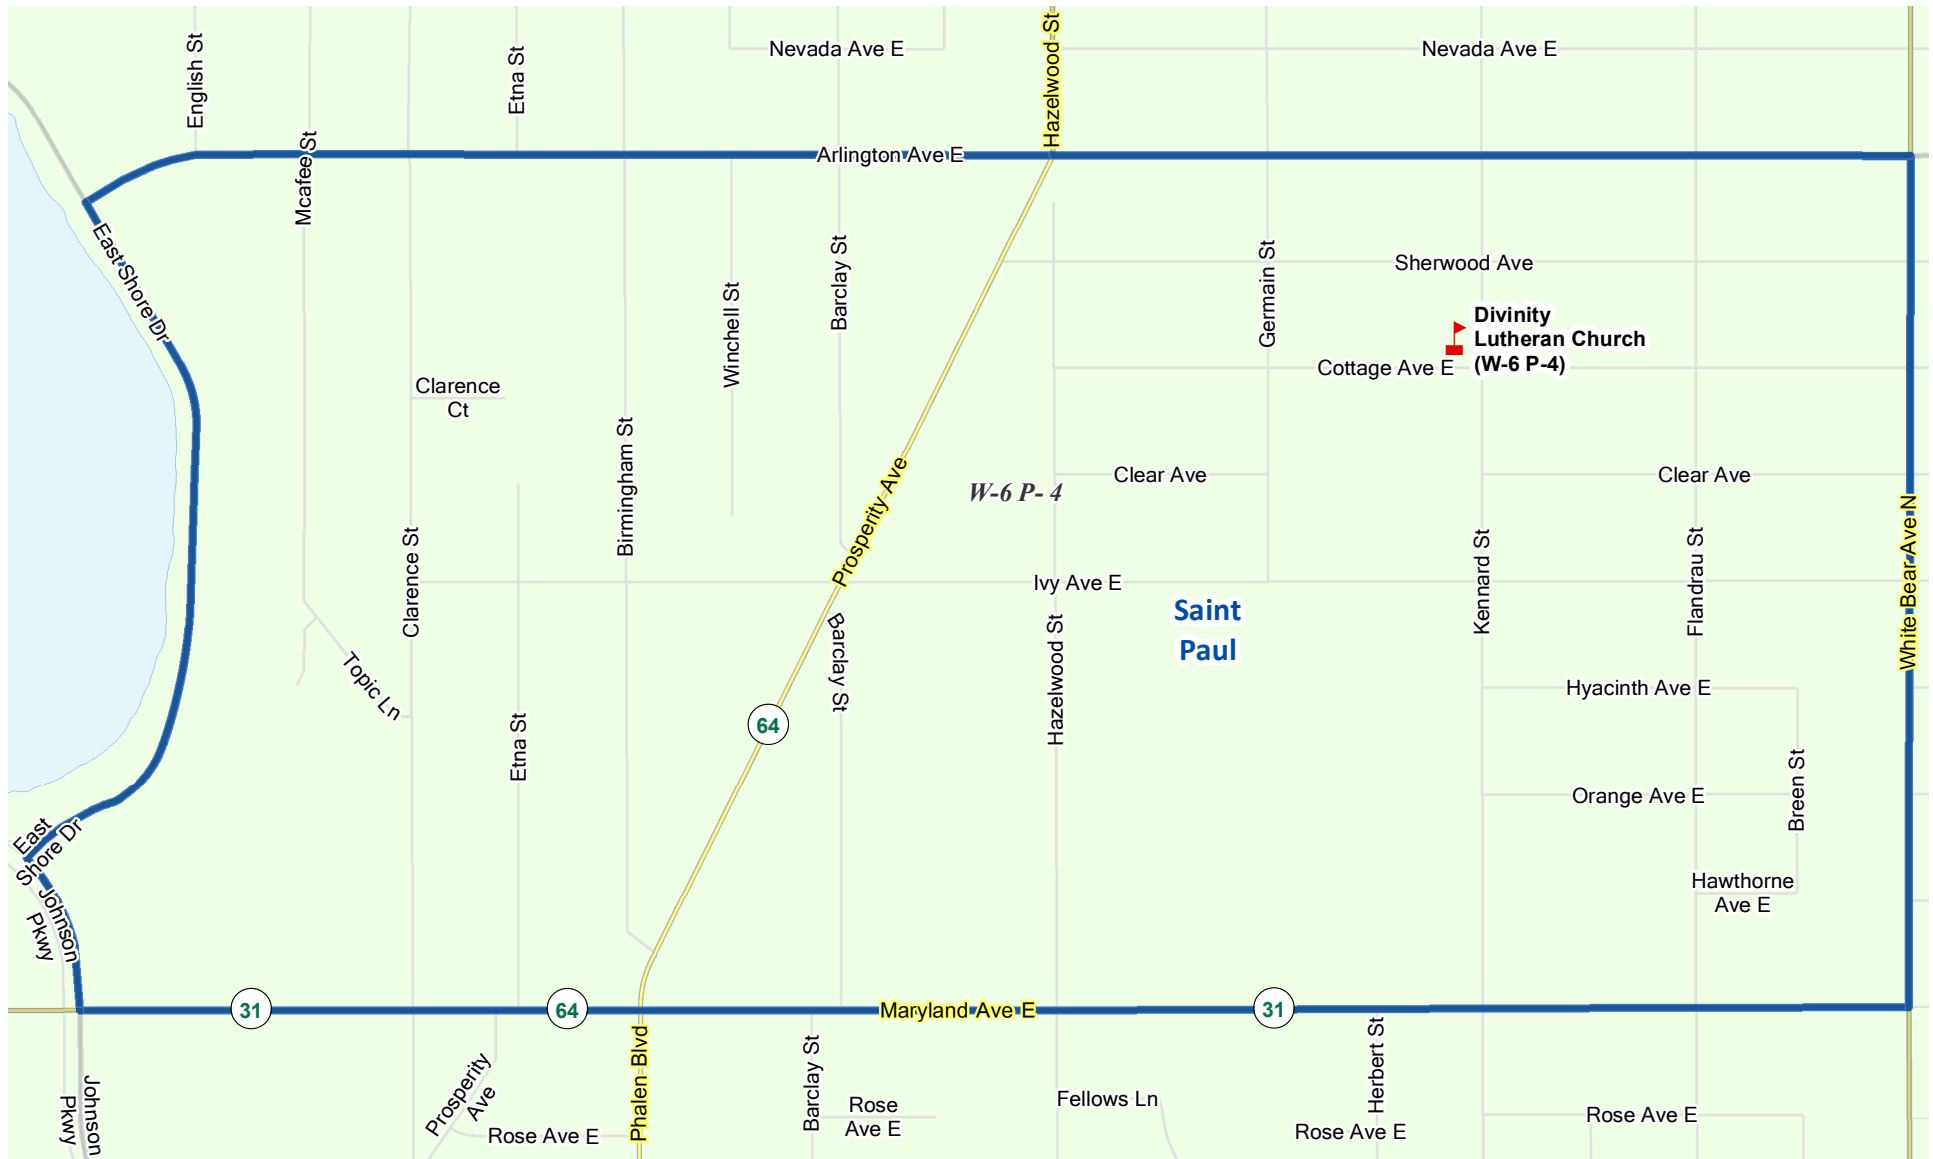 Nevada Ave E
Nevada Ave E
English St
Etna St
Hazelwood St
Mcafee St
Arlington Ave E
East Shore Dr
Winchell St
Barclay St
Germain St
Sherwood Ave
Divinity
Lutheran Church
(W-6 P-4)
Cottage Ave E
Clarence
Ct
Birmingham St
Prosperity Ave
W-6 P- 4
Clear Ave
Clear Ave
Clarence St
Ivy Ave E
Kennard St
Flandrau St
White Bear Ave N
Saint
Paul
Topic Ln
Barclay St
Hazelwood St
Hyacinth Ave E
64
Etna St
Orange Ave E
Breen St
East
Shore Dr
Johnson
Pkwy
Hawthorne
Ave E
31
64
Maryland Ave E
31
Phalen Blvd
Prosperity
Ave
Barclay St
Herbert St
Johnson
Pkwy
Rose Ave E
Rose
Ave E
Fellows Ln
Rose Ave E
Rose Ave E